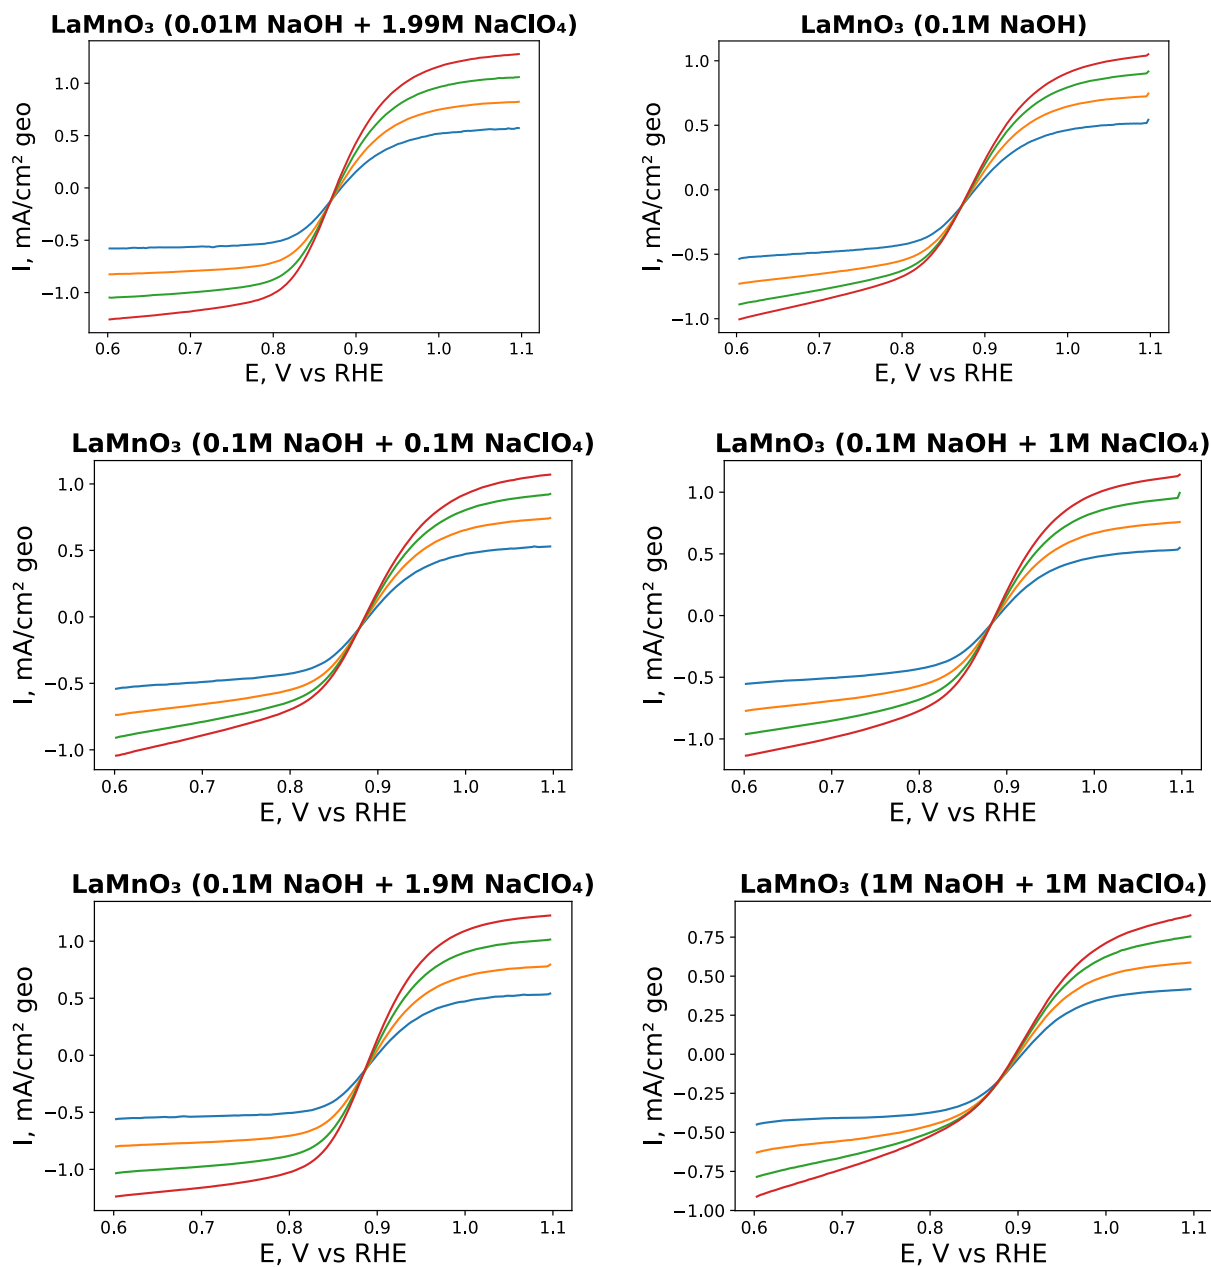 LaMnO₃ (0.01M NaOH + 1.99M NaClO₄)
I, mA/cm² geo
1.0
0.5
0.0
−0.5
−1.0
0.6 0.7 0.8 0.9 1.0 1.1
E, V vs RHE
LaMnO₃ (0.1M NaOH)
I, mA/cm² geo
1.0
0.5
0.0
−0.5
−1.0
0.6 0.7 0.8 0.9 1.0 1.1
E, V vs RHE
LaMnO₃ (0.1M NaOH + 0.1M NaClO₄)
I, mA/cm² geo
1.0
0.5
0.0
−0.5
−1.0
0.6 0.7 0.8 0.9 1.0 1.1
E, V vs RHE
LaMnO₃ (0.1M NaOH + 1M NaClO₄)
I, mA/cm² geo
1.0
0.5
0.0
−0.5
−1.0
0.6 0.7 0.8 0.9 1.0 1.1
E, V vs RHE
LaMnO₃ (0.1M NaOH + 1.9M NaClO₄)
I, mA/cm² geo
1.0
0.5
0.0
−0.5
−1.0
0.6 0.7 0.8 0.9 1.0 1.1
E, V vs RHE
LaMnO₃ (1M NaOH + 1M NaClO₄)
I, mA/cm² geo
0.75
0.50
0.25
0.00
−0.25
−0.50
−0.75
−1.00
0.6 0.7 0.8 0.9 1.0 1.1
E, V vs RHE